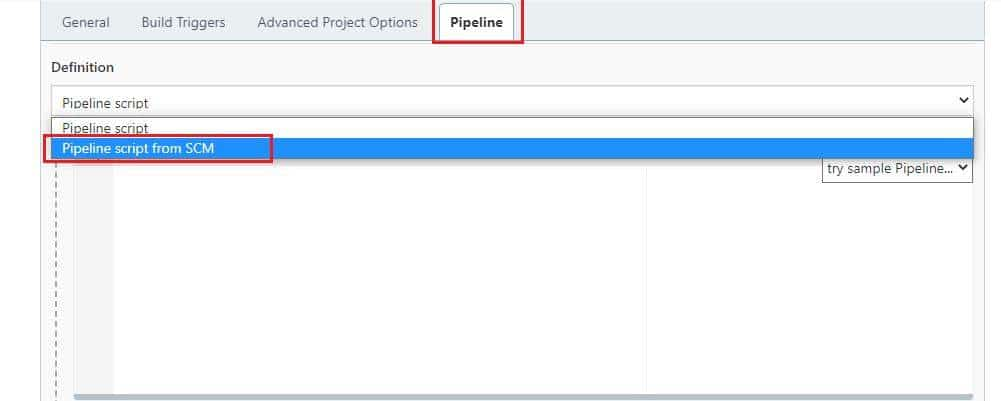 General Build Triggers Advanced Project Options Pipeline
Definition
Pipeline script
Pipeline script
Pipeline script from SCM
try sample Pipeline...